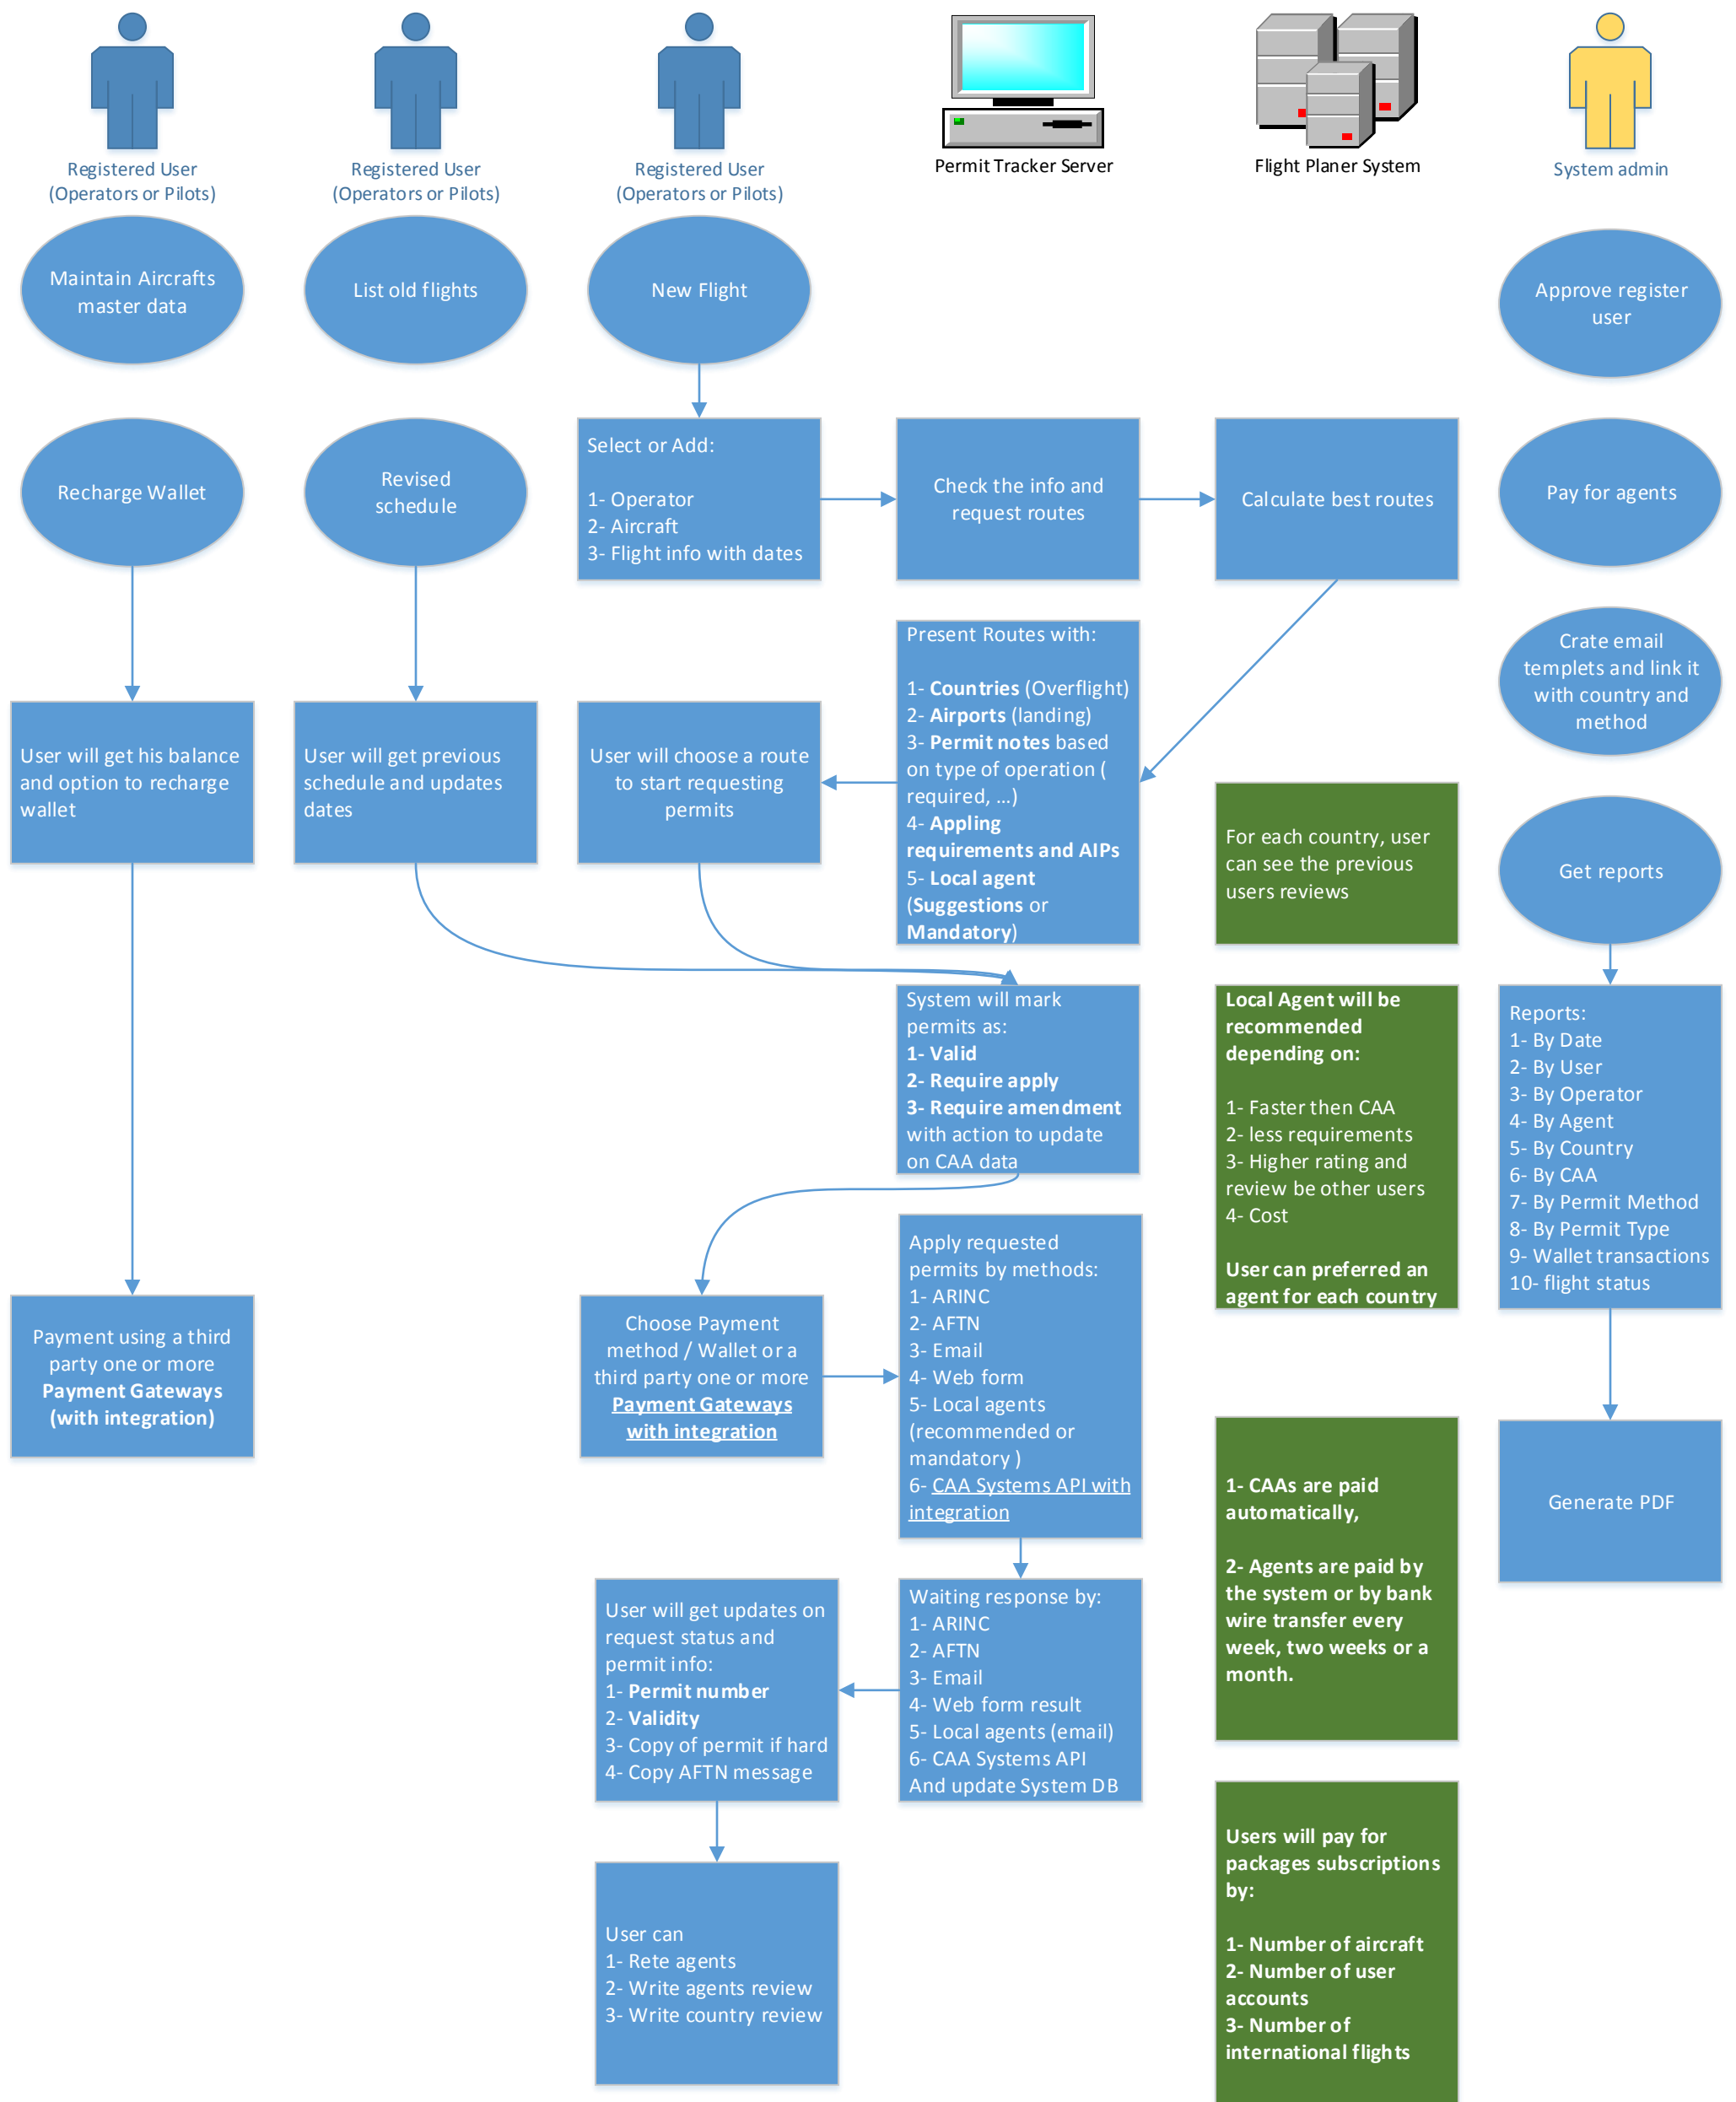 Registered User
(Operators or Pilots)
Registered User
(Operators or Pilots)
Registered User
(Operators or Pilots)
Permit Tracker Server
Flight Planer System
System admin
Maintain Aircrafts
master data
List old flights
New Flight
Approve register
user
Recharge Wallet
Revised
schedule
Select or Add:
1- Operator
2- Aircraft
3- Flight info with dates
Check the info and
request routes
Calculate best routes
Pay for agents
Crate email
templets and link it
with country and
method
User will get his balance
and option to recharge
wallet
User will get previous
schedule and updates
dates
User will choose a route
to start requesting
permits
Present Routes with:
1- Countries (Overflight)
2- Airports (landing)
3- Permit notes based
on type of operation (
required, ...)
4- Appling
requirements and AIPs
5- Local agent
(Suggestions or
Mandatory)
For each country, user
can see the previous
users reviews
Get reports
System will mark
permits as:
1- Valid
2- Require apply
3- Require amendment
with action to update
on CAA data
Local Agent will be
recommended
depending on:
1- Faster then CAA
2- less requirements
3- Higher rating and
review be other users
4- Cost
User can preferred an
agent for each country
Reports:
1- By Date
2- By User
3- By Operator
4- By Agent
5- By Country
6- By CAA
7- By Permit Method
8- By Permit Type
9- Wallet transactions
10- flight status
Payment using a third
party one or more
Payment Gateways
(with integration)
Choose Payment
method / Wallet or a
third party one or more
Payment Gateways
with integration
Apply requested
permits by methods:
1- ARINC
2- AFTN
3- Email
4- Web form
5- Local agents
(recommended or
mandatory )
6- CAA Systems API with
integration
1- CAAs are paid
automatically,
2- Agents are paid by
the system or by bank
wire transfer every
week, two weeks or a
month.
Generate PDF
User will get updates on
request status and
permit info:
1- Permit number
2- Validity
3- Copy of permit if hard
4- Copy AFTN message
Waiting response by:
1- ARINC
2- AFTN
3- Email
4- Web form result
5- Local agents (email)
6- CAA Systems API
And update System DB
Users will pay for
packages subscriptions
by:
1- Number of aircraft
2- Number of user
accounts
3- Number of
international flights
User can
1- Rete agents
2- Write agents review
3- Write country review